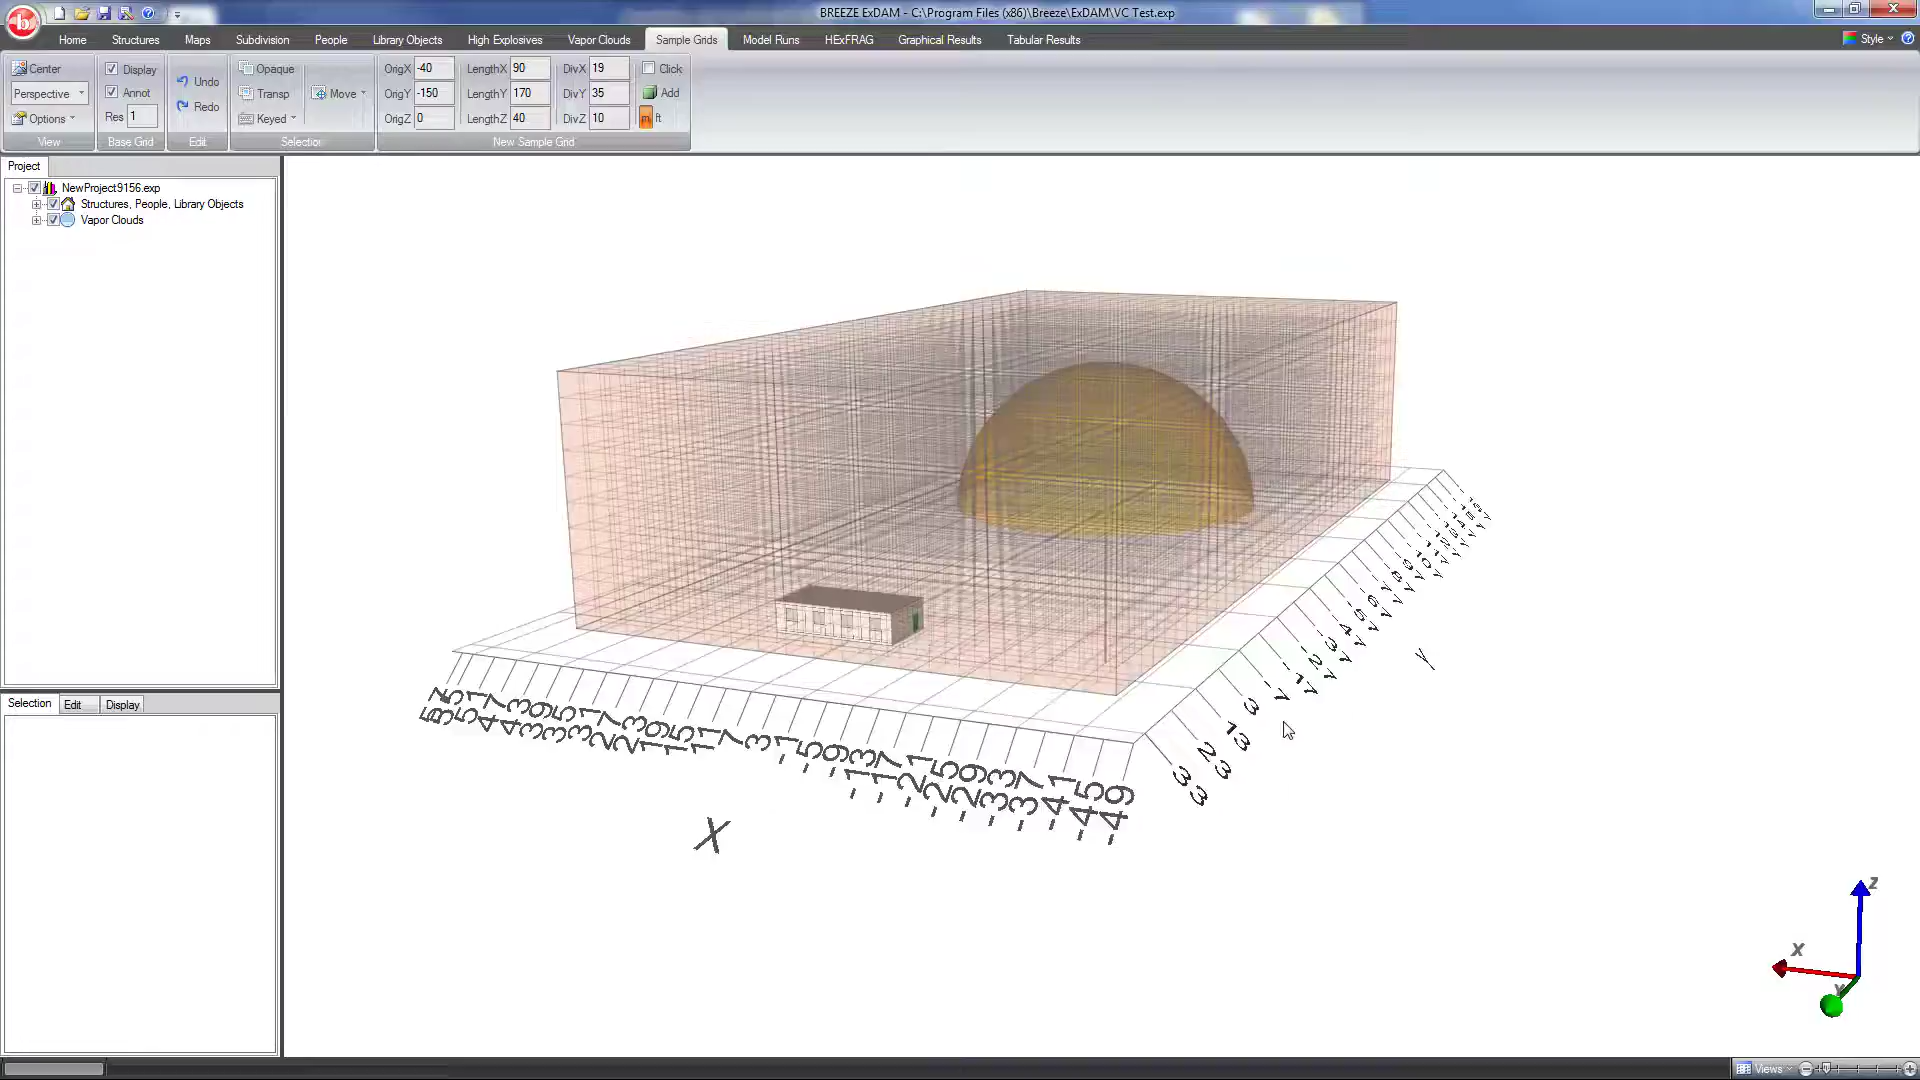 BREEZE ExDAM - C:\Program Files (x86)\Breeze\ExDAM\VC Test.exp
Home Structures Maps Subdivision People Library Objects High Explosives Vapor Clouds Sample Grids Model Runs HExFRAG Graphical Results Tabular Results Style
Center Display Undo Opaque Move OrigX -40 LengthX 90 DivX 19 Click
Perspective Annot Redo Transp OrigY -150 LengthY 170 DivY 35 Add
Options Res 1 Keyed OrigZ 0 LengthZ 40 DivZ 10 m ft
View Base Grid Edit Selection New Sample Grid
Project
NewProject9156.exp
Structures, People, Library Objects
Vapor Clouds
Selection Edit Display
X
Y
Z
X
Y
Views